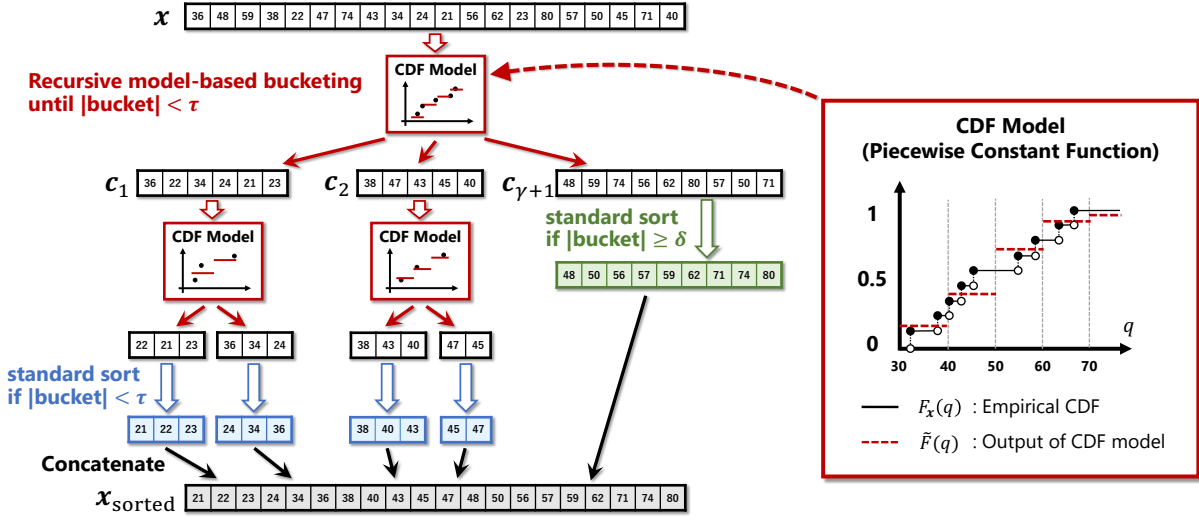 x 36 48 59 38 22 47 74 43 34 24 21 56 62 23 80 57 50 45 71 40
Recursive model-based bucketing
until |bucket| < τ
CDF Model
c₁ 36 22 34 24 21 23
c₂ 38 47 43 45 40
c_{γ+1} 48 59 74 56 62 80 57 50 71
CDF Model
CDF Model
standard sort
if |bucket| ≥ δ
48 50 56 57 59 62 71 74 80
22 21 23
36 34 24
38 43 40
47 45
standard sort
if |bucket| < τ
21 22 23
24 34 36
38 40 43
45 47
Concatenate
x_sorted 21 22 23 24 34 36 38 40 43 45 47 48 50 56 57 59 62 71 74 80
CDF Model
(Piecewise Constant Function)
1
0.5
0
q
30 40 50 60 70
F_x(q) : Empirical CDF
F̃(q) : Output of CDF model